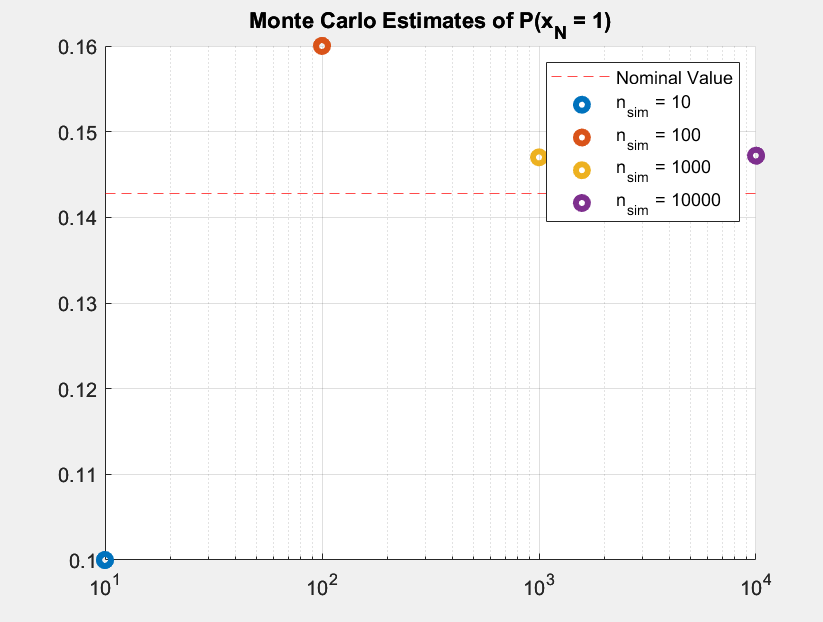 Monte Carlo Estimates of P(x_N = 1)
0.16
0.15
0.14
0.13
0.12
0.11
0.1
10^1 10^2 10^3 10^4
Nominal Value
n_sim = 10
n_sim = 100
n_sim = 1000
n_sim = 10000